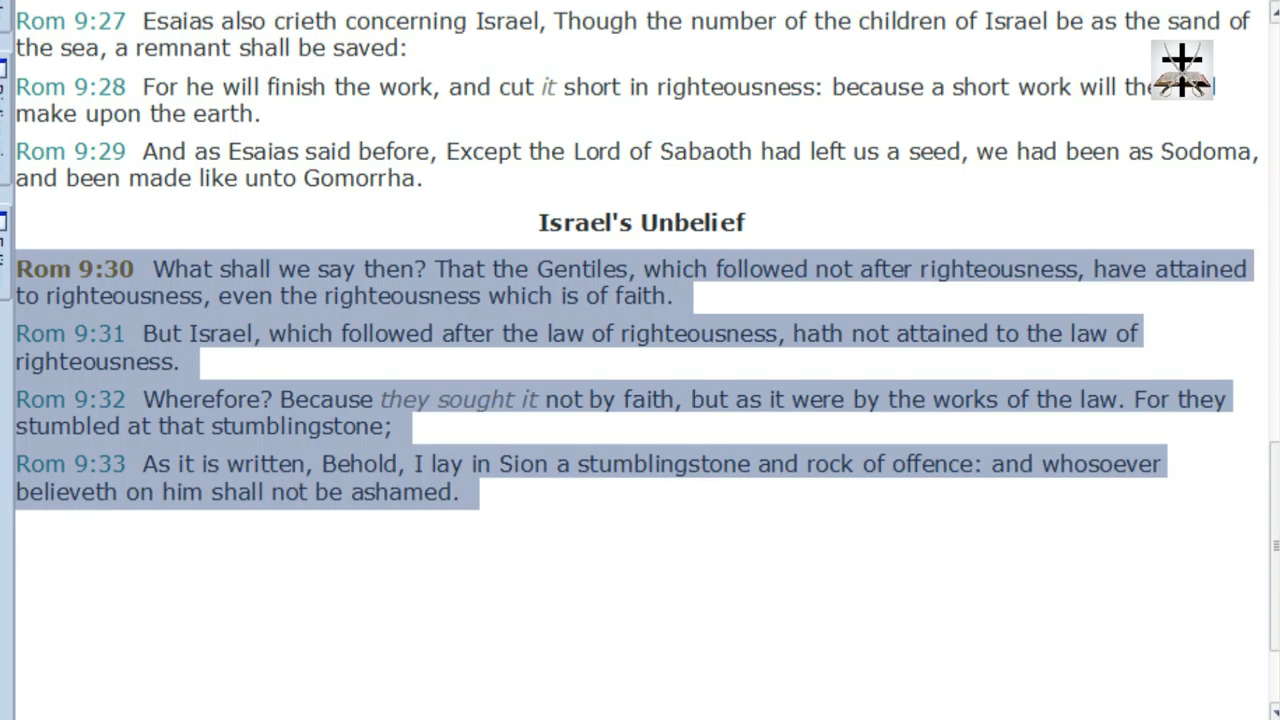 Rom 9:27 Esaias also crieth concerning Israel, Though the number of the children of Israel be as the sand of
the sea, a remnant shall be saved:
Rom 9:28 For he will finish the work, and cut it short in righteousness: because a short work will
make upon the earth.
Rom 9:29 And as Esaias said before, Except the Lord of Sabaoth had left us a seed, we had been as Sodoma,
and been made like unto Gomorrha.
Israel's Unbelief
Rom 9:30 What shall we say then? That the Gentiles, which followed not after righteousness, have attained
to righteousness, even the righteousness which is of faith.
Rom 9:31 But Israel, which followed after the law of righteousness, hath not attained to the law of
righteousness.
Rom 9:32 Wherefore? Because they sought it not by faith, but as it were by the works of the law. For they
stumbled at that stumblingstone;
Rom 9:33 As it is written, Behold, I lay in Sion a stumblingstone and rock of offence: and whosoever
believeth on him shall not be ashamed.